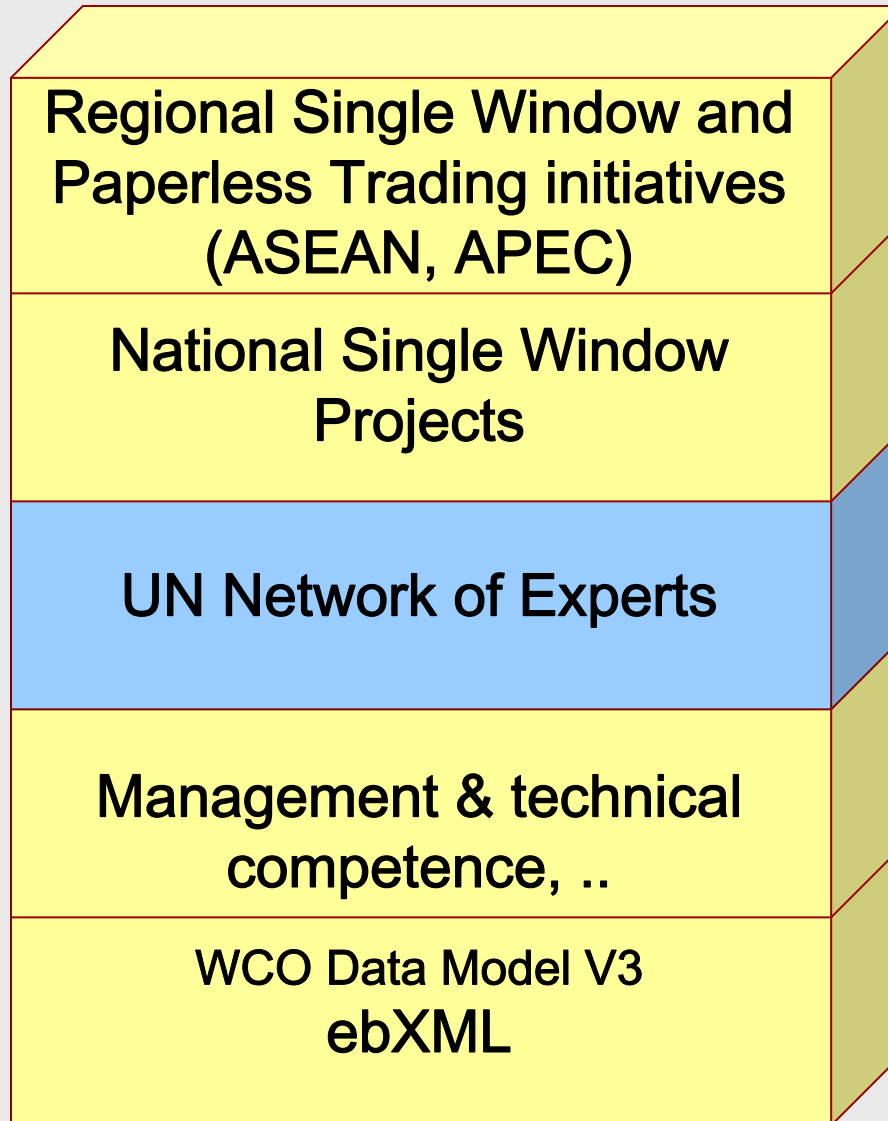 Regional Single Window and
Paperless Trading initiatives
(ASEAN, APEC)
National Single Window
Projects
UN Network of Experts
Management & technical
competence, ..
WCO Data Model V3
ebXML